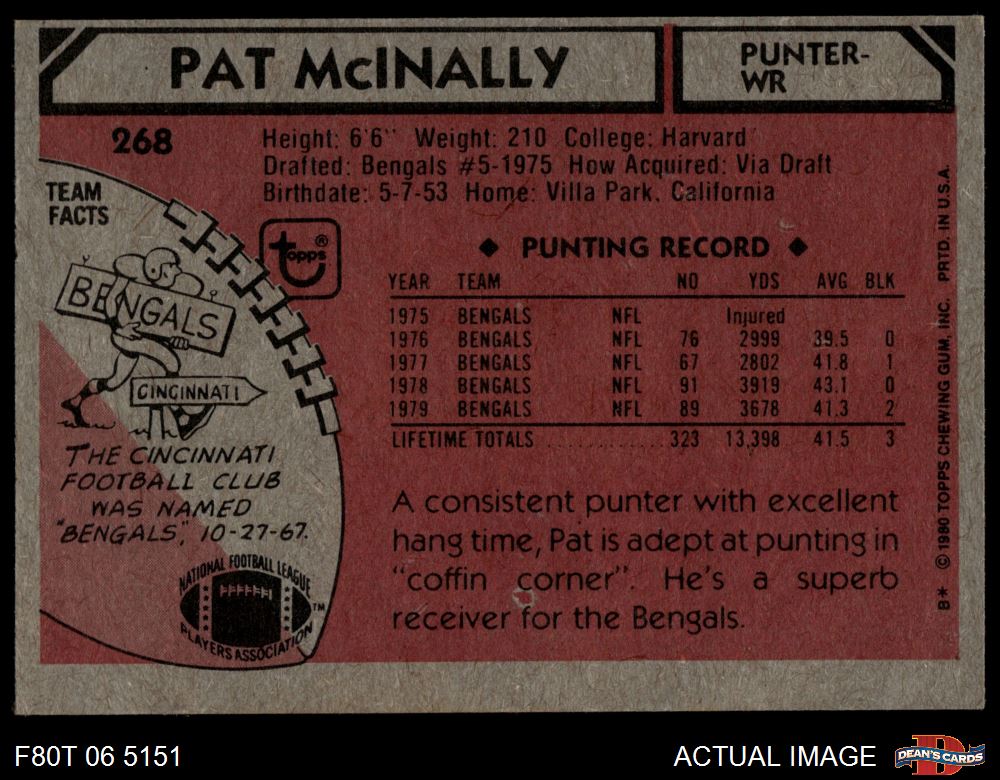 PAT McINALLY
PUNTER-
WR
268
Height: 6'6" Weight: 210 College: Harvard
Drafted: Bengals #5-1975 How Acquired: Via Draft
Birthdate: 5-7-53 Home: Villa Park, California
TEAM
FACTS
topps®
BENGALS
CINCINNATI
THE CINCINNATI
FOOTBALL CLUB
WAS NAMED
"BENGALS", 10-27-67.
NATIONAL FOOTBALL LEAGUE
PLAYERS ASSOCIATION ™
◆ PUNTING RECORD ◆
YEAR TEAM NO YDS AVG BLK
1975 BENGALS NFL Injured
1976 BENGALS NFL 76 2999 39.5 0
1977 BENGALS NFL 67 2802 41.8 1
1978 BENGALS NFL 91 3919 43.1 0
1979 BENGALS NFL 89 3678 41.3 2
LIFETIME TOTALS .......... 323 13,398 41.5 3
A consistent punter with excellent
hang time, Pat is adept at punting in
"coffin corner". He's a superb
receiver for the Bengals.
B* © 1980 TOPPS CHEWING GUM, INC. PRTD. IN U.S.A.
F80T 06 5151
ACTUAL IMAGE
D
DEAN'S CARDS